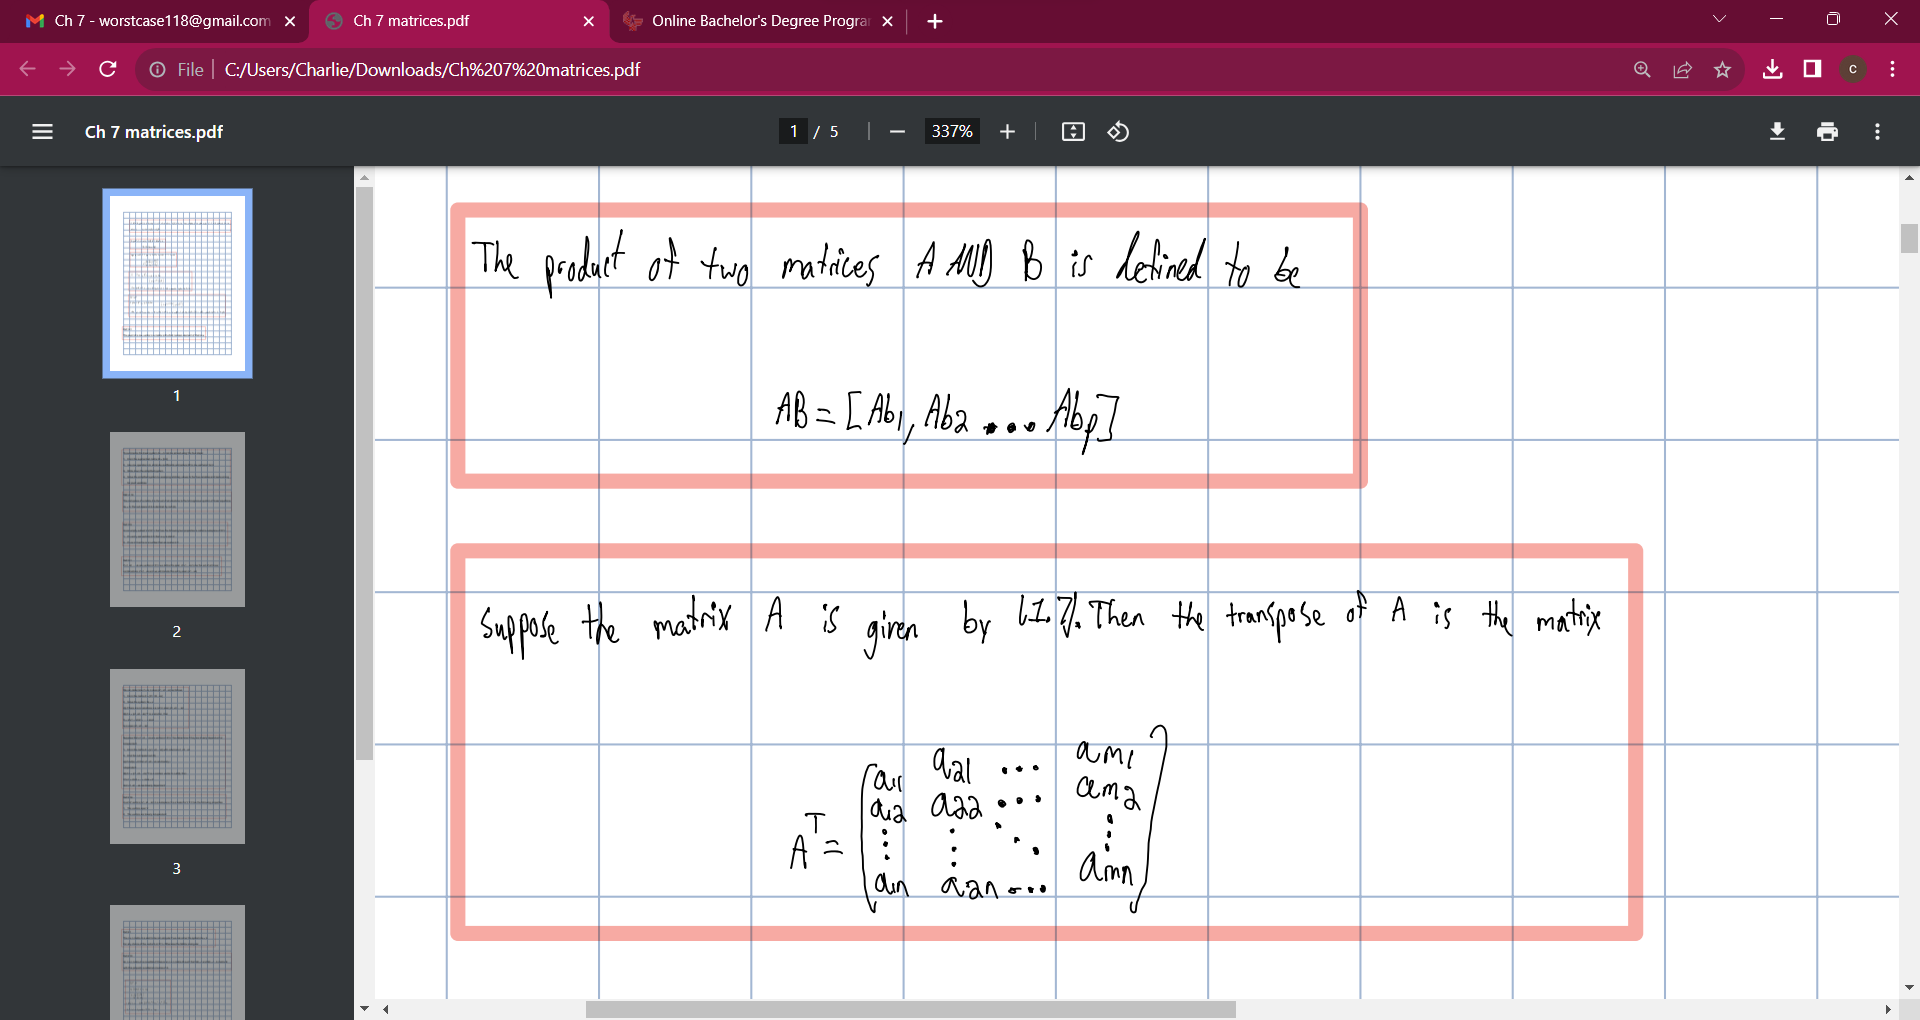 Ch 7 - worstcase118@gmail.com
Ch 7 matrices.pdf
Online Bachelor's Degree Progra
File
C:/Users/Charlie/Downloads/Ch%207%20matrices.pdf
c
Ch 7 matrices.pdf
1 / 5
337%
1
2
3
The product of two matrices A AND B is defined to be
AB = [Ab1, Ab2 .... Abp]
Suppose the matrix A is given by (1.7). Then the transpose of A is the matrix
a11 a21 ... am1
a12 a22 ... am2
A^T =
a1n a2n ... amn